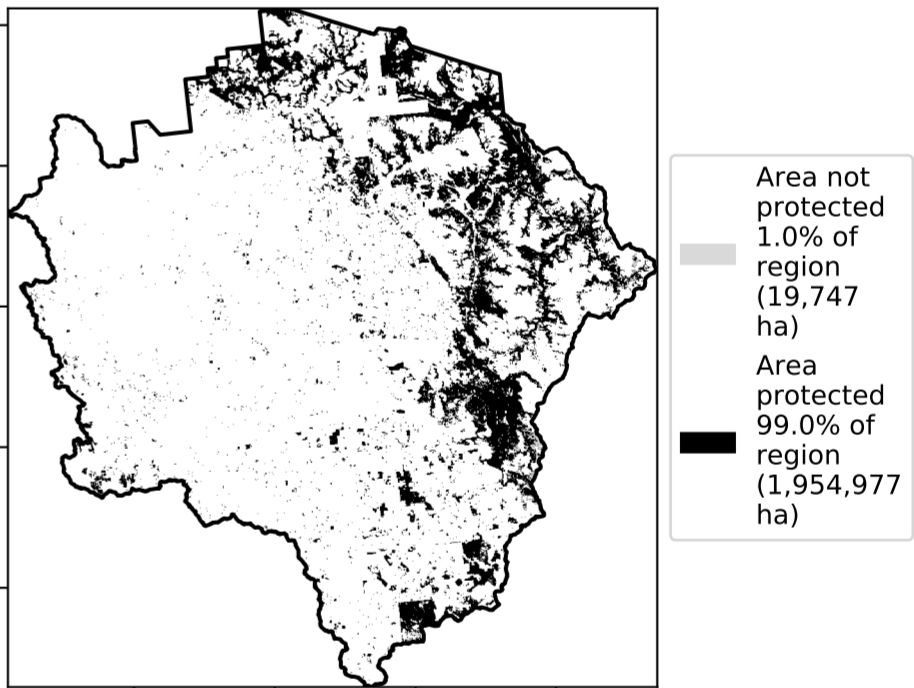 Area not
protected
1.0% of
region
(19,747
ha)
Area
protected
99.0% of
region
(1,954,977
ha)